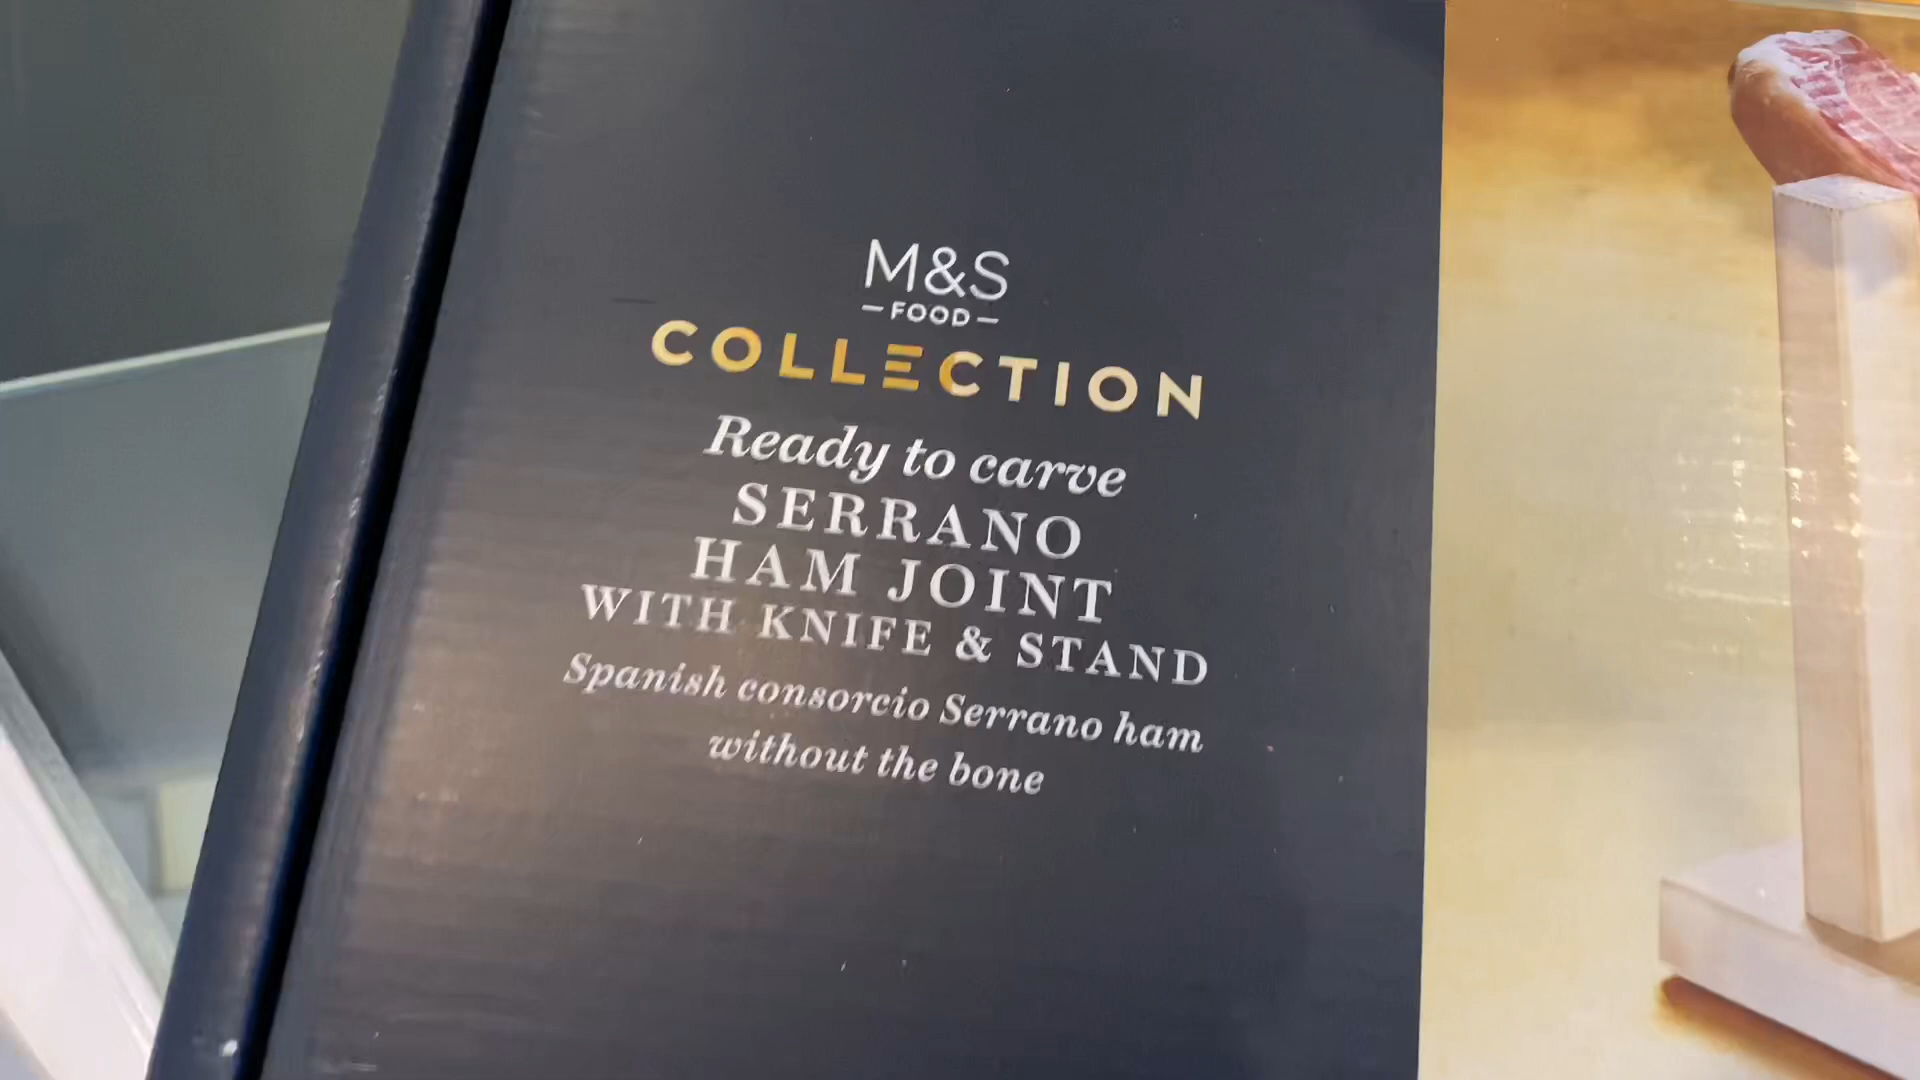 M&S
FOOD
COLLECTION
Ready to carve
SERRANO
HAM JOINT
WITH KNIFE & STAND
Spanish consorcio Serrano ham
without the bone